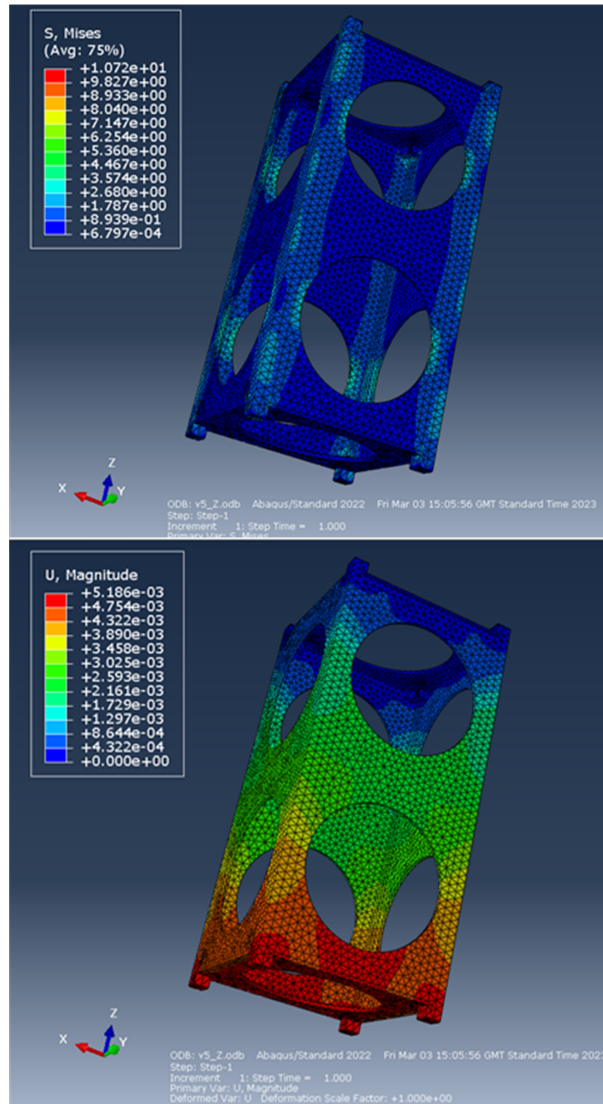 S, Mises
(Avg: 75%)
+1.072e+01
+9.827e+00
+8.933e+00
+8.040e+00
+7.147e+00
+6.254e+00
+5.360e+00
+4.467e+00
+3.574e+00
+2.680e+00
+1.787e+00
+8.939e-01
+6.797e-04
Z
X
Y
ODB: v5_Z.odb Abaqus/Standard 2022 Fri Mar 03 15:05:56 GMT Standard Time 2023
Step: Step-1
Increment 1: Step Time = 1.000
Primary Var: S, Mises
U, Magnitude
+5.186e-03
+4.754e-03
+4.322e-03
+3.890e-03
+3.458e-03
+3.025e-03
+2.593e-03
+2.161e-03
+1.729e-03
+1.297e-03
+8.644e-04
+4.322e-04
+0.000e+00
Z
X
Y
ODB: v5_Z.odb Abaqus/Standard 2022 Fri Mar 03 15:05:56 GMT Standard Time 202
Step: Step-1
Increment 1: Step Time = 1.000
Primary Var: U, Magnitude
Deformed Var: U Deformation Scale Factor: +1.000e+00